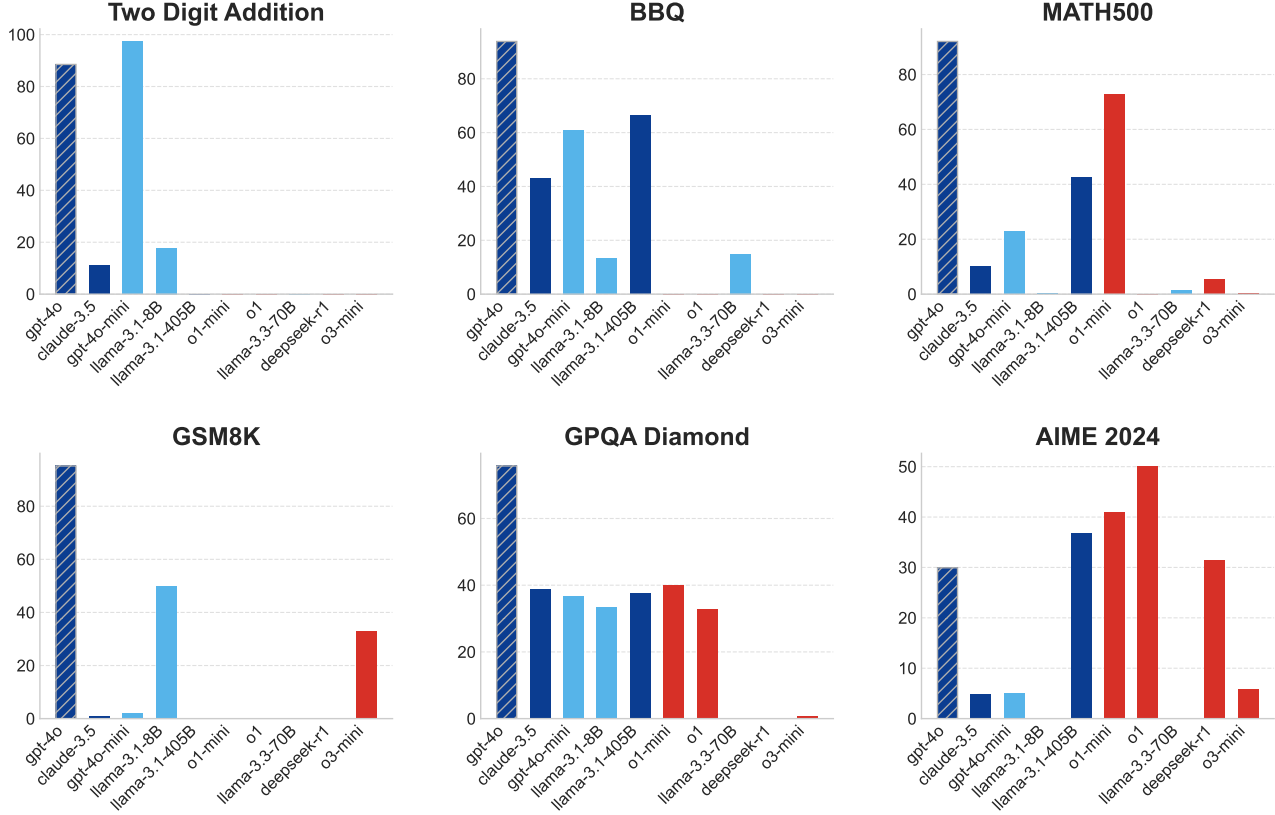 Two Digit Addition
100
80
60
40
20
0
gpt-4o
claude-3.5
gpt-4o-mini
llama-3.1-8B
llama-3.1-405B
o1-mini
o1
llama-3.3-70B
deepseek-r1
o3-mini
BBQ
80
60
40
20
0
gpt-4o
claude-3.5
gpt-4o-mini
llama-3.1-8B
llama-3.1-405B
o1-mini
o1
llama-3.3-70B
deepseek-r1
o3-mini
MATH500
80
60
40
20
0
gpt-4o
claude-3.5
gpt-4o-mini
llama-3.1-8B
llama-3.1-405B
o1-mini
o1
llama-3.3-70B
deepseek-r1
o3-mini
GSM8K
80
60
40
20
0
gpt-4o
claude-3.5
gpt-4o-mini
llama-3.1-8B
llama-3.1-405B
o1-mini
o1
llama-3.3-70B
deepseek-r1
o3-mini
GPQA Diamond
60
40
20
0
gpt-4o
claude-3.5
gpt-4o-mini
llama-3.1-8B
llama-3.1-405B
o1-mini
o1
llama-3.3-70B
deepseek-r1
o3-mini
AIME 2024
50
40
30
20
10
0
gpt-4o
claude-3.5
gpt-4o-mini
llama-3.1-8B
llama-3.1-405B
o1-mini
o1
llama-3.3-70B
deepseek-r1
o3-mini